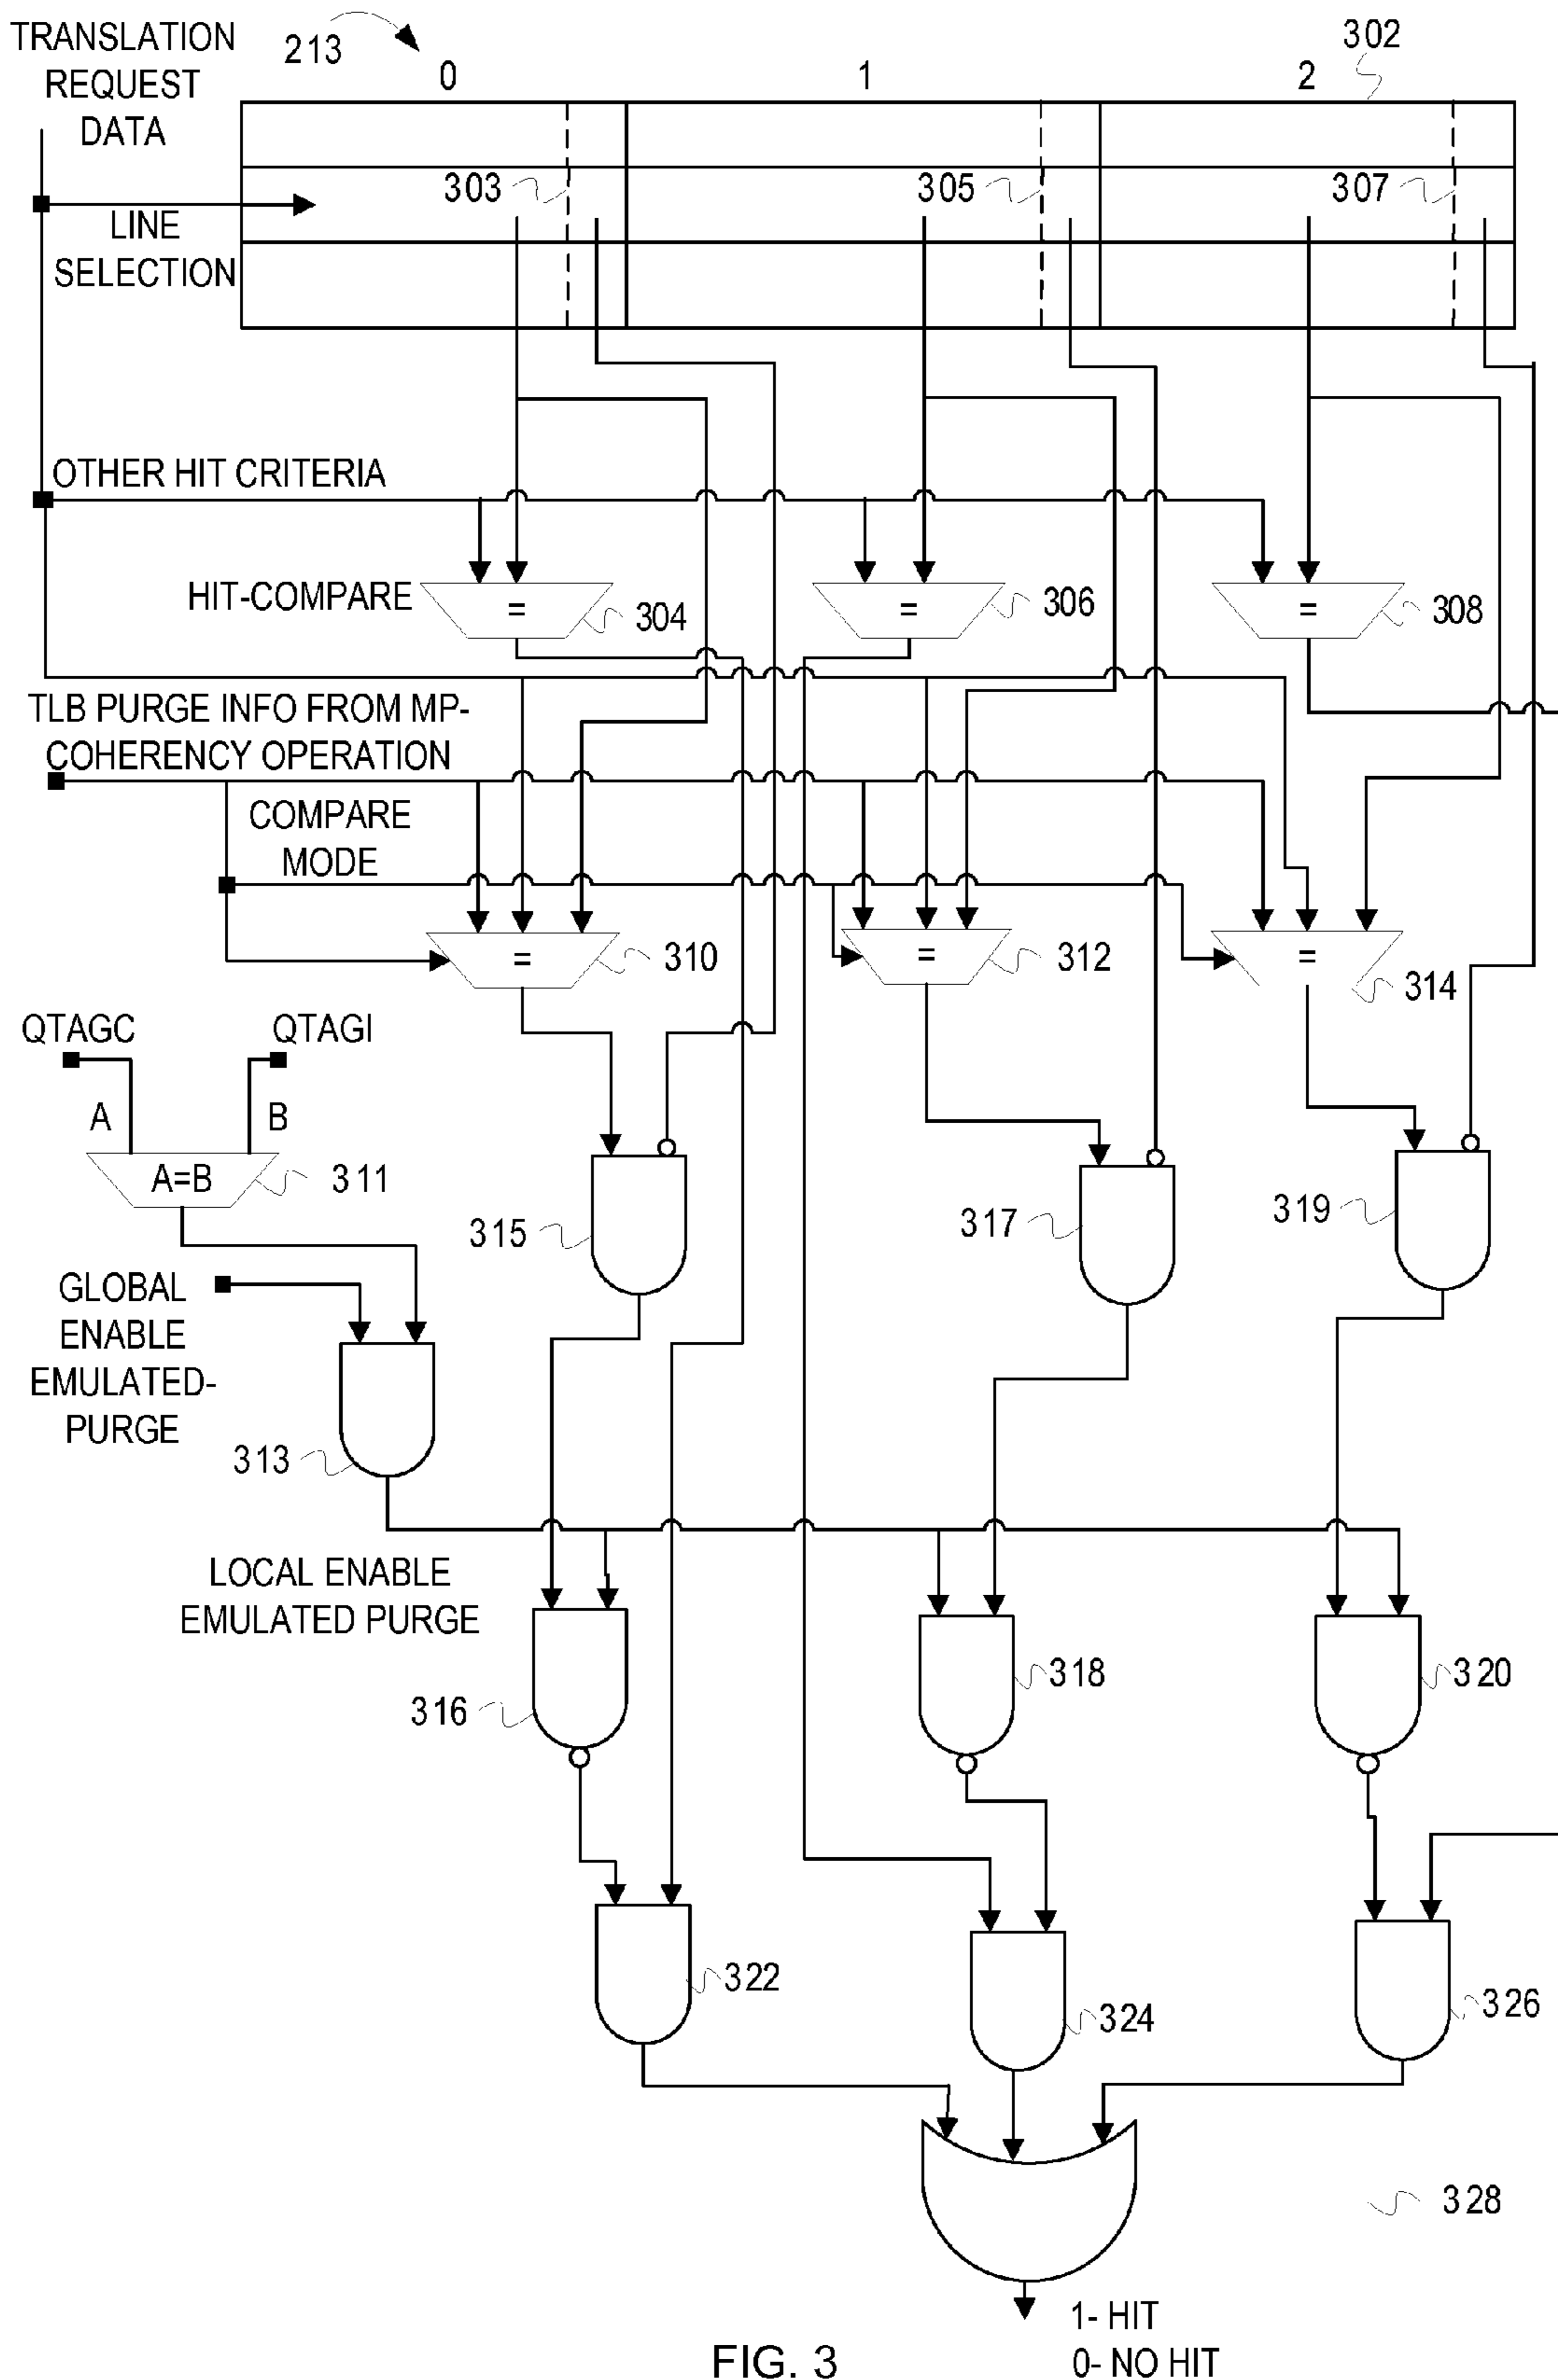 TRANSLATION
REQUEST
DATA
213
0
1
2
302
303
305
307
LINE
SELECTION
OTHER HIT CRITERIA
HIT-COMPARE
=
304
=
306
=
308
TLB PURGE INFO FROM MP-
COHERENCY OPERATION
COMPARE
MODE
=
310
=
312
=
314
QTAGC
QTAGI
A
B
A=B
311
315
317
319
GLOBAL
ENABLE
EMULATED-
PURGE
313
LOCAL ENABLE
EMULATED PURGE
316
318
320
322
324
326
328
1- HIT
0- NO HIT
FIG. 3